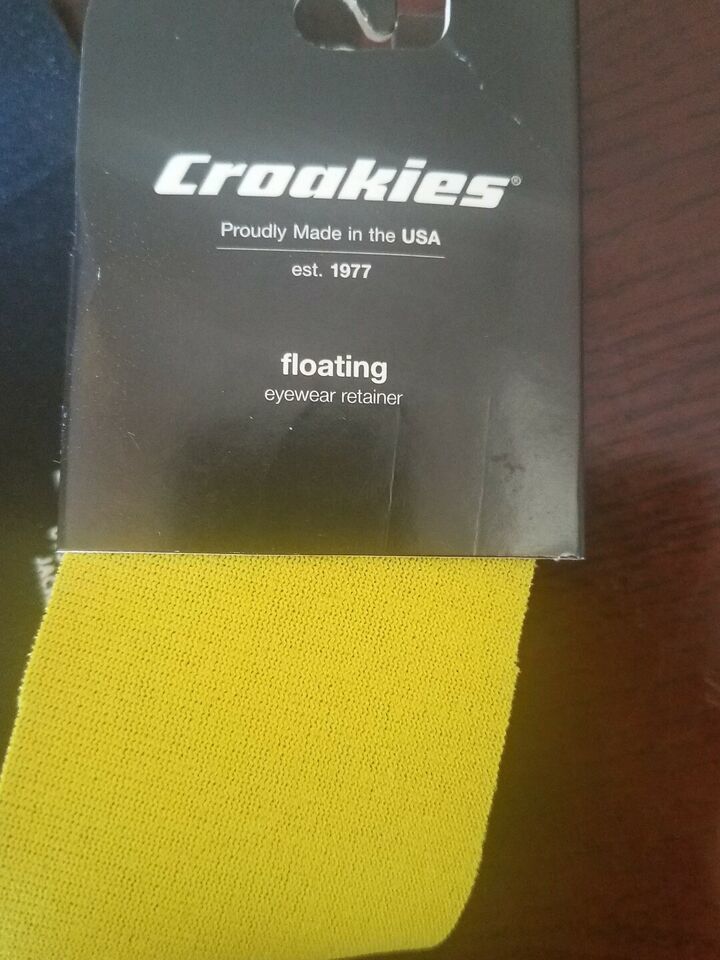 Croakies®
Proudly Made in the USA
est. 1977
floating
eyewear retainer